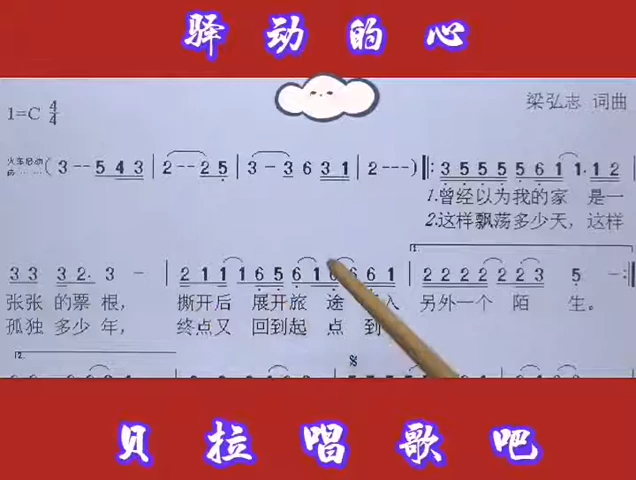 驿动的心
1=C 4/4
梁弘志 词曲
火车启动
( 3 -- 5 4 3 | 2 -- 2 5 | 3 - 3 6 3 1 | 2 --- ) ‖: 3 5 5 5 5 6 1 1· 1 2
1.曾经以为我的家 是一
2.这样飘荡多少天，这样
3 3 3 2· 3 - | 2 1 1 1 6 5 6 1 6 6 6 1 | 2 2 2 2 2 2 3 5 - :‖
张张 的票 根， 撕开后 展开旅 途 入 另外一个 陌 生。
孤独 多少 年， 终点又 回到起 点 到
12.
贝拉唱歌吧